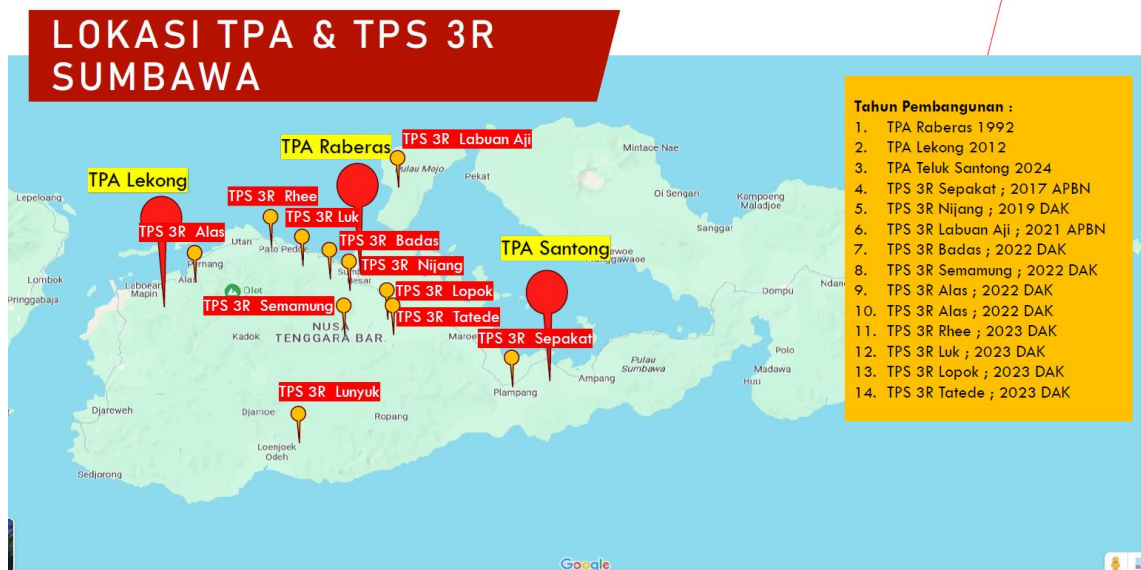 LOKASI TPA & TPS 3R
SUMBAWA
TPA Raberas
TPS 3R Labuan Aji
Mintaoe Nae
Pulau Mojo
Pekat
TPA Lekong
Lepeloang
TPS 3R Rhee
Oi Sengari
Kampoeng
Maladjoe
TPS 3R Luk
TPS 3R Alas
Utan
Pato Pedde
TPS 3R Badas
TPA Santong
Sanggar
Pernang
TPS 3R Nijang
Besar
Lombok
Laboean
Mapin
Alas
Olet
TPS 3R Lopok
Dompu
Pringgabaja
TPS 3R Semamung
TPS 3R Tatede
NUSA
TENGGARA BAR.
Kadok
TPS 3R Sepakat
Polo
Pulau
Sumbawa
Madawa
Ampang
Huu
Plampang
TPS 3R Lunyuk
Djareweh
Djamoe
Ropang
Loenjoek
Odeh
Sedjorong
Google
Tahun Pembangunan :
1. TPA Raberas 1992
2. TPA Lekong 2012
3. TPA Teluk Santong 2024
4. TPS 3R Sepakat ; 2017 APBN
5. TPS 3R Nijang ; 2019 DAK
6. TPS 3R Labuan Aji ; 2021 APBN
7. TPS 3R Badas ; 2022 DAK
8. TPS 3R Semamung ; 2022 DAK
9. TPS 3R Alas ; 2022 DAK
10. TPS 3R Alas ; 2022 DAK
11. TPS 3R Rhee ; 2023 DAK
12. TPS 3R Luk ; 2023 DAK
13. TPS 3R Lopok ; 2023 DAK
14. TPS 3R Tatede ; 2023 DAK